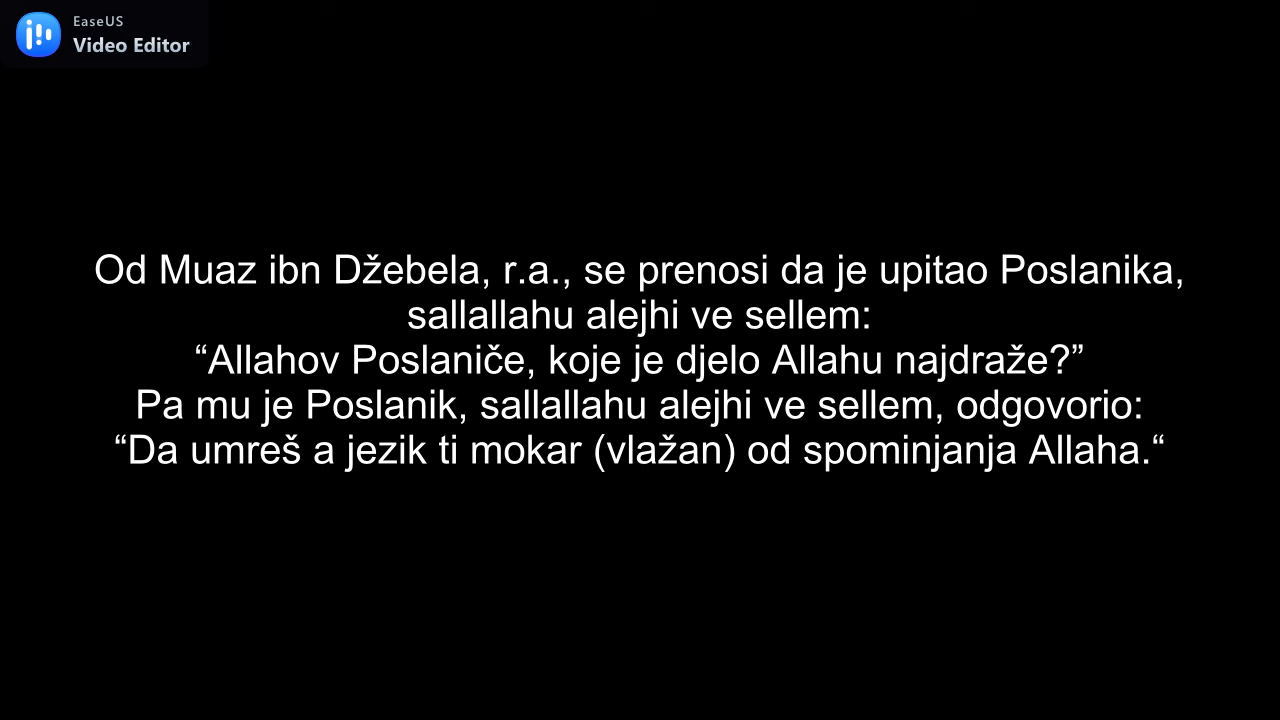 EaseUS
Video Editor
Od Muaz ibn Džebela, r.a., se prenosi da je upitao Poslanika,
sallallahu alejhi ve sellem:
“Allahov Poslaniče, koje je djelo Allahu najdraže?”
Pa mu je Poslanik, sallallahu alejhi ve sellem, odgovorio:
“Da umreš a jezik ti mokar (vlažan) od spominjanja Allaha.“